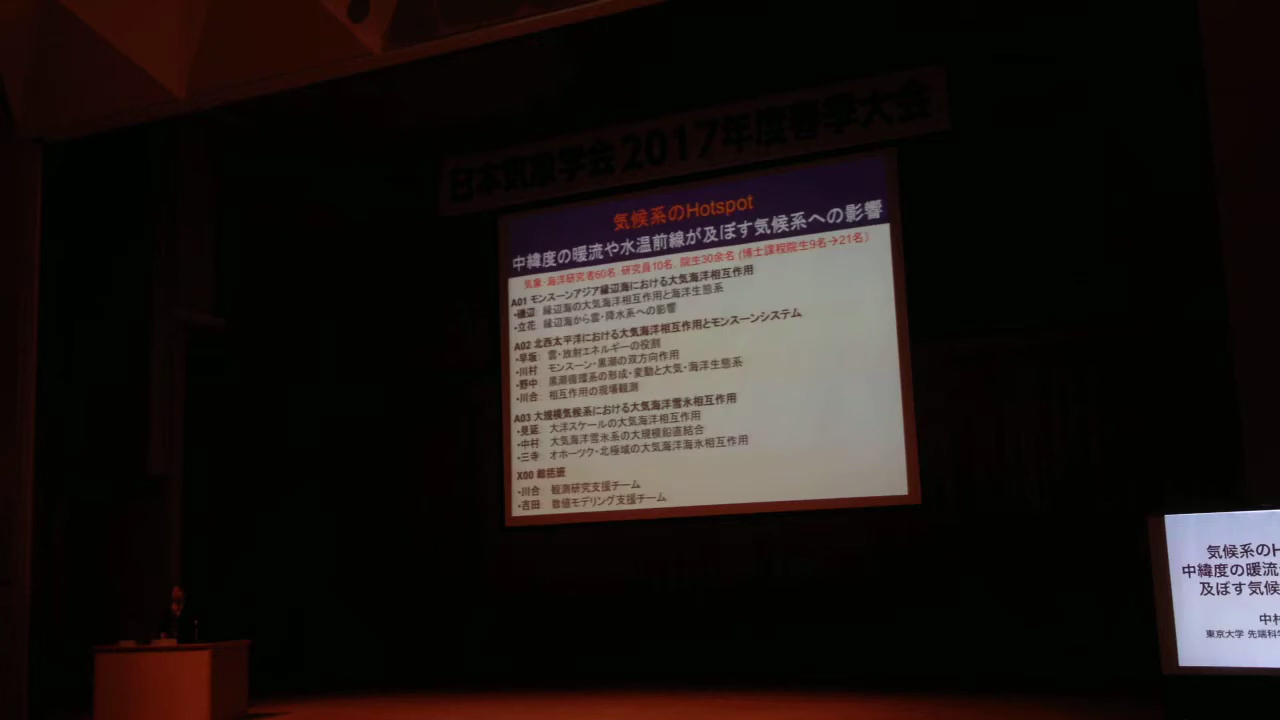 日本気象学会2017年度春季大会
気候系のHotspot
中緯度の暖流や水温前線が及ぼす気候系への影響
気象・海洋研究者60名, 研究員10名, 院生30余名 (博士課程院生9名→21名)
A01 モンスーンアジア縁辺海における大気海洋相互作用
・磯辺: 縁辺海の大気海洋相互作用と海洋生態系
・立花: 縁辺海から雲・降水系への影響
A02 北西太平洋における大気海洋相互作用とモンスーンシステム
・早坂: 雲・放射エネルギーの役割
・川村: モンスーン・黒潮の双方向作用
・野中: 黒潮循環系の形成・変動と大気・海洋生態系
・川合: 相互作用の現場観測
A03 大規模気候系における大気海洋雪氷相互作用
・見延: 大洋スケールの大気海洋相互作用
・中村: 大気海洋雪氷系の大規模鉛直結合
・三寺: オホーツク・北極域の大気海洋海氷相互作用
X00 総括班
・川合: 観測研究支援チーム
・吉田: 数値モデリング支援チーム
気候系のH
中緯度の暖流
及ぼす気候
中村
東京大学 先端科学